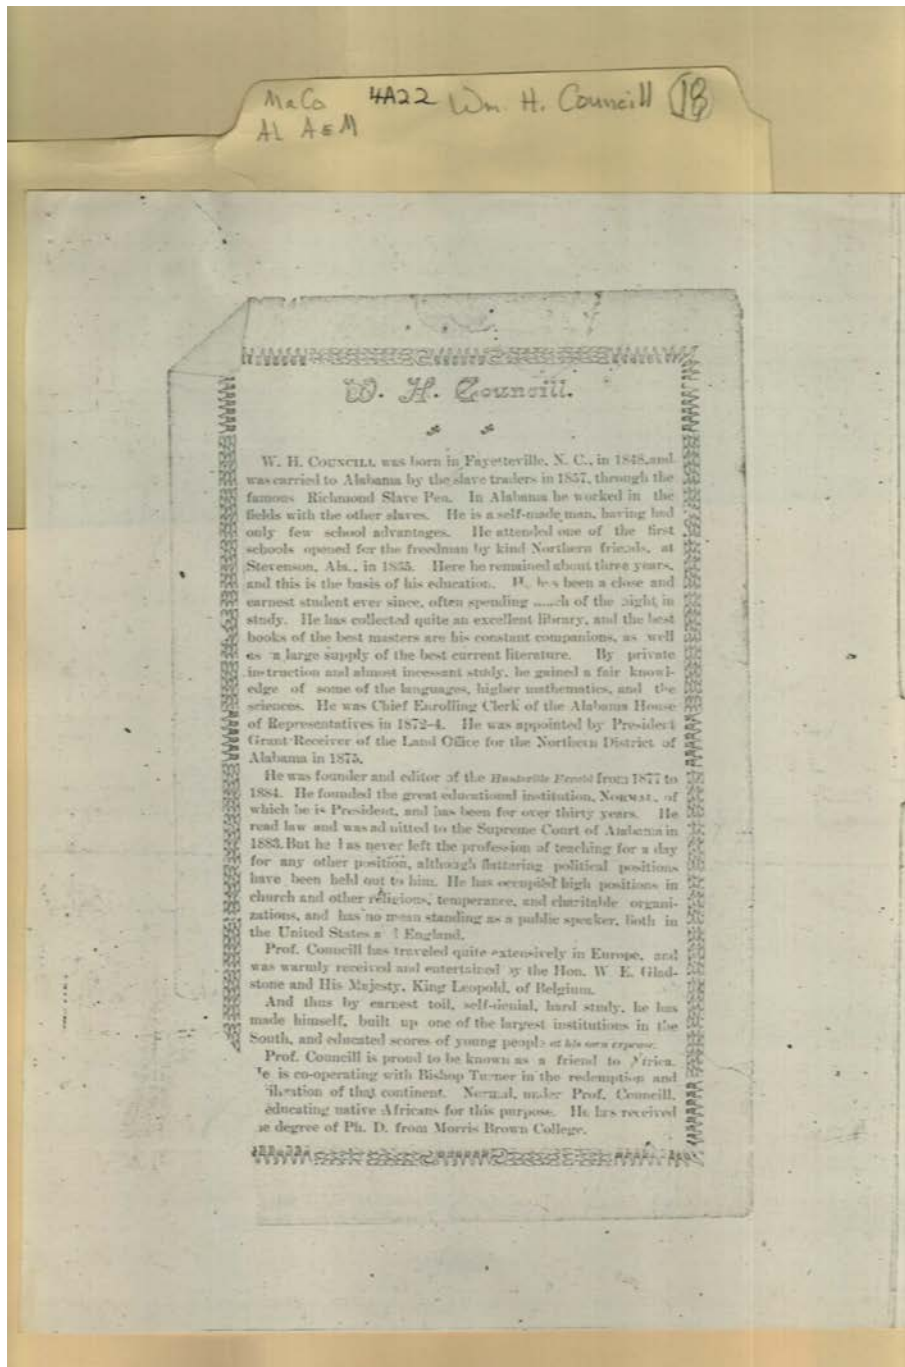 MaCo 4A22 Wm. H. Councill 18
AL A&M
W. H. Councill.
W. H. COUNCILL was born in Fayetteville, N. C., in 1848, and
was carried to Alabama by the slave traders in 1857, through the
famous Richmond Slave Pen. In Alabama he worked in the
fields with the other slaves. He is a self-made man, having had
only few school advantages. He attended one of the first
schools opened for the freedman by kind Northern friends, at
Stevenson, Ala., in 1865. Here he remained about three years,
and this is the basis of his education. He has been a close and
earnest student ever since, often spending of the night in
study. He has collected quite an excellent library, and the best
books of the best masters are his constant companions, as well
as a large supply of the best current literature. By private
instruction and almost incessant study, he gained a fair knowl-
edge of some of the languages, higher mathematics, and the
sciences. He was Chief Enrolling Clerk of the Alabama House
of Representatives in 1872-4. He was appointed by President
Grant Receiver of the Land Office for the Northern District of
Alabama in 1875.
He was founder and editor of the Huntsville Herald from 1877 to
1884. He founded the great educational institution, NORMAL, of
which he is President, and has been for over thirty years. He
read law and was admitted to the Supreme Court of Alabama in
1883. But he has never left the profession of teaching for a day
for any other position, although flattering political positions
have been held out to him. He has occupied high positions in
church and other religious, temperance, and charitable organi-
zations, and has no mean standing as a public speaker, both in
the United States a d England.
Prof. Councill has traveled quite extensively in Europe, and
was warmly received and entertained by the Hon. W. E. Glad-
stone and His Majesty, King Leopold, of Belgium.
And thus by earnest toil, self-denial, hard study, he has
made himself, built up one of the largest institutions in the
South, and educated scores of young people at his own expense.
Prof. Councill is proud to be known as a friend to Africa.
He is co-operating with Bishop Turner in the redemption and
ilization of that continent. Normal, under Prof. Councill,
educating native Africans for this purpose. He has received
he degree of Ph. D. from Morris Brown College.